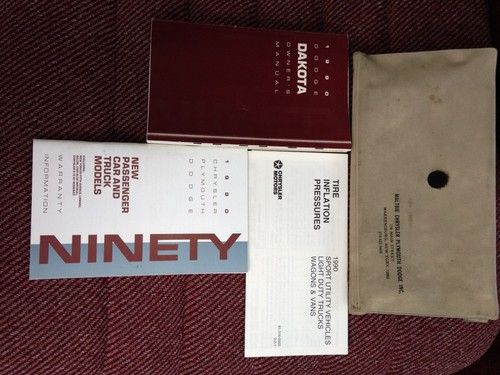 1990
DODGE
DAKOTA
OWNER'S
MANUAL
1990
CHRYSLER
PLYMOUTH
DODGE
NEW
PASSENGER
CAR AND
TRUCK
MODELS
WARRANTY
INFORMATION
NINETY
CHRYSLER
MOTORS
TIRE
INFLATION
PRESSURES
1990
SPORT UTILITY VEHICLES
LIGHT DUTY TRUCKS
WAGONS & VANS
WALTON CHRYSLER PLYMOUTH DODGE INC.